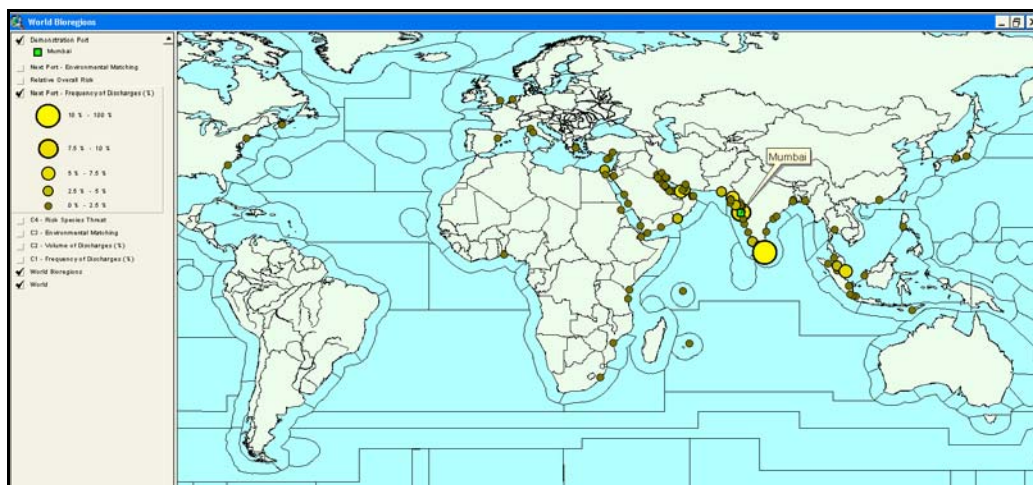 World Bioregions
Demonstration Port
Mumbai
Next Port - Environmental Matching
Relative Overall Risk
Next Port - Frequency of Discharges (%)
10 % - 100 %
7.5 % - 10 %
5 % - 7.5 %
2.5 % - 5 %
0 % - 2.5 %
C4 - Risk Species Threat
C3 - Environmental Matching
C2 - Volume of Discharges (%)
C1 - Frequency of Discharges (%)
World Bioregions
World
Mumbai